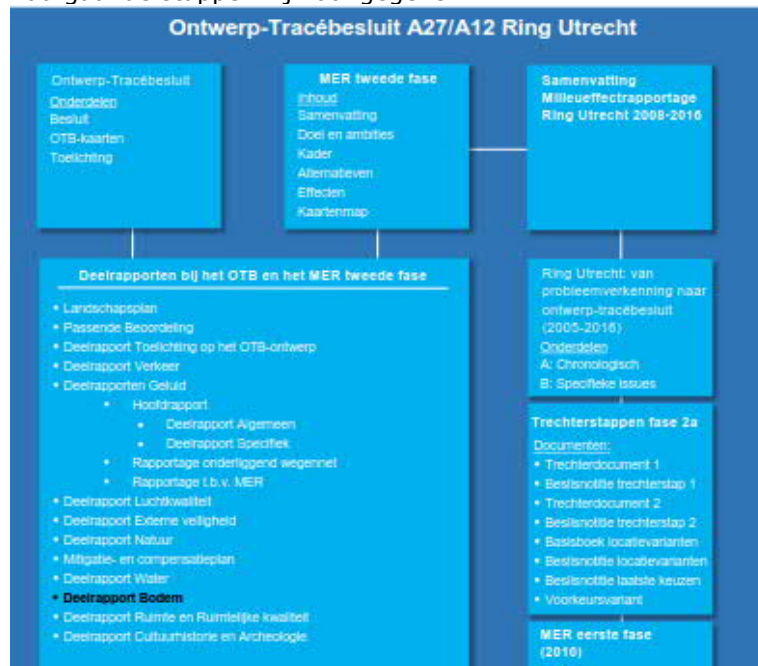 Ontwerp-Tracébesluit A27/A12 Ring Utrecht
Ontwerp-Tracébesluit
Onderdelen
Besluit
OTB-kaarten
Toelichting
MER tweede fase
Inhoud
Samenvatting
Doel en ambities
Kader
Alternatieven
Effecten
Kaartenmap
Samenvatting
Milieueffectrapportage
Ring Utrecht 2008-2016
Deelrapporten bij het OTB en het MER tweede fase
• Landschapsplan
• Passende Beoordeling
• Deelrapport Toelichting op het OTB-ontwerp
• Deelrapport Verkeer
• Deelrapporten Geluid
• Hoofdrapport
• Deelrapport Algemeen
• Deelrapport Specifiek
• Rapportage onderliggend wegennet
• Rapportage t.b.v. MER
• Deelrapport Luchtkwaliteit
• Deelrapport Externe veiligheid
• Deelrapport Natuur
• Mitigatie- en compensatieplan
• Deelrapport Water
• Deelrapport Bodem
• Deelrapport Ruimte en Ruimtelijke kwaliteit
• Deelrapport Cultuurhistorie en Archeologie
Ring Utrecht: van
probleemverkenning naar
ontwerp-tracébesluit
(2005-2016)
Onderdelen
A: Chronologisch
B: Specifieke issues
Trechterstappen fase 2a
Documenten:
• Trechterdocument 1
• Beslisnotitie trechterstap 1
• Trechterdocument 2
• Beslisnotitie trechterstap 2
• Basisboek locatievarianten
• Beslisnotitie locatievarianten
• Beslisnotitie laatste keuzen
• Voorkeursvariant
MER eerste fase
(2010)